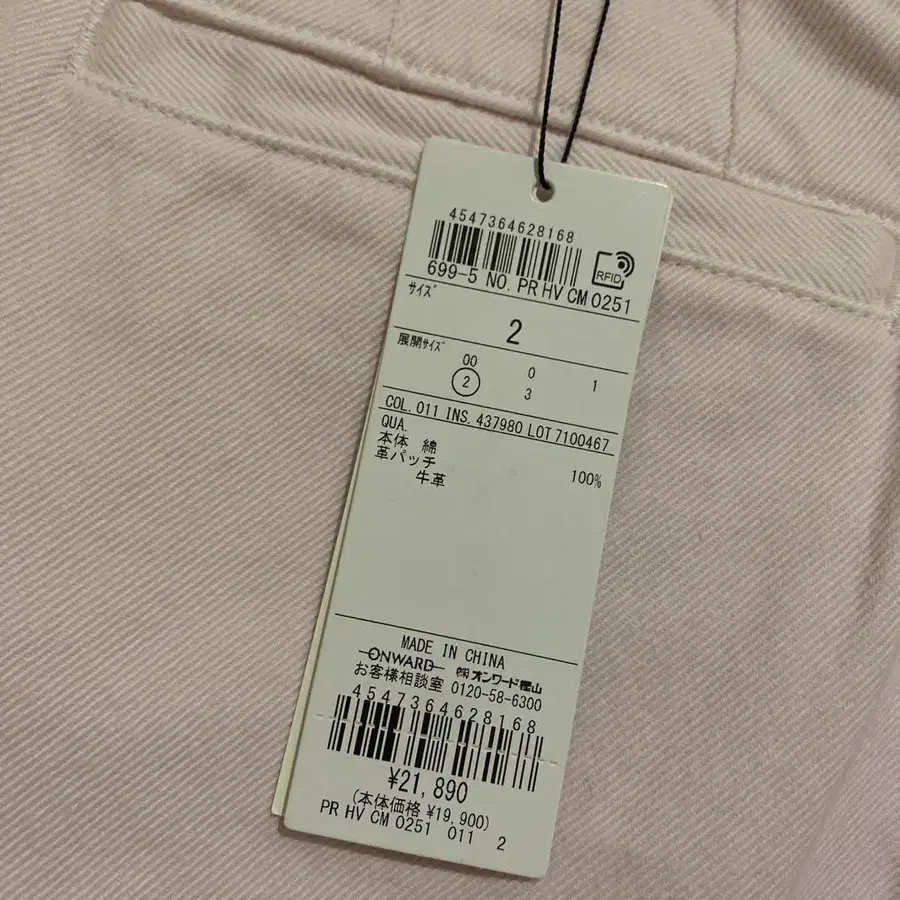 4547364628168
RFID
699-5 NO. PR HV CM 0251
サイズ
2
展開サイズ
00 0 1
2 3
COL. 011 INS. 437980 LOT 7100467
QUA.
本体 綿 100%
革パッチ
牛革
MADE IN CHINA
ONWARD ㈱オンワード樫山
お客様相談室 0120-58-6300
4547364628168
¥21,890
(本体価格 ¥19,900)
PR HV CM 0251 011 2